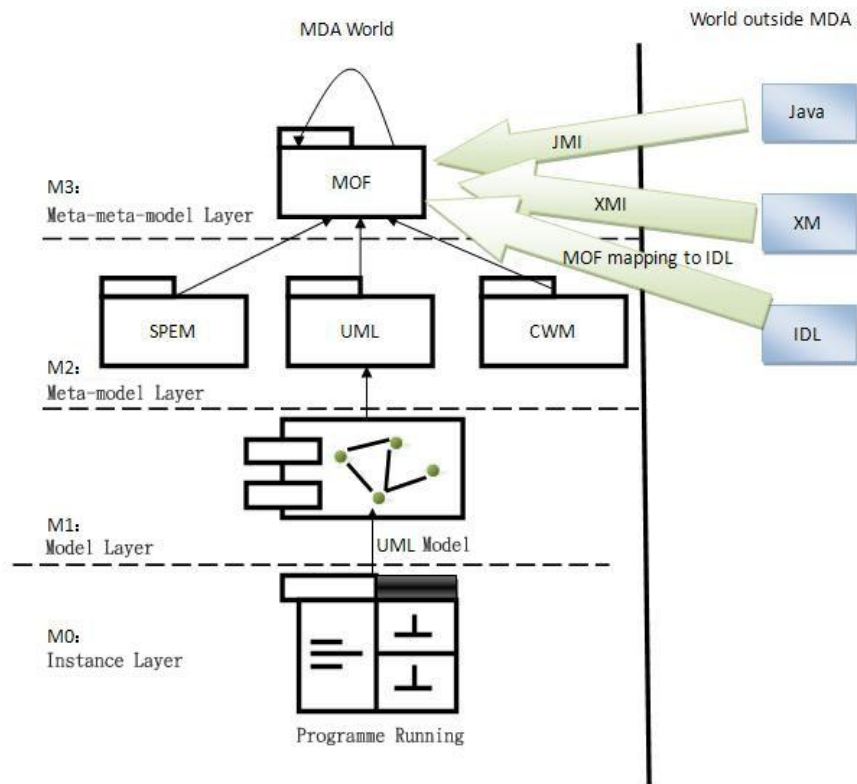 World outside MDA
MDA World
Java
JMI
MOF
M3:
Meta-meta-model Layer
XMI
XM
MOF mapping to IDL
SPEM
UML
CWM
IDL
M2:
Meta-model Layer
M1:
Model Layer
UML Model
M0:
Instance Layer
Programme Running